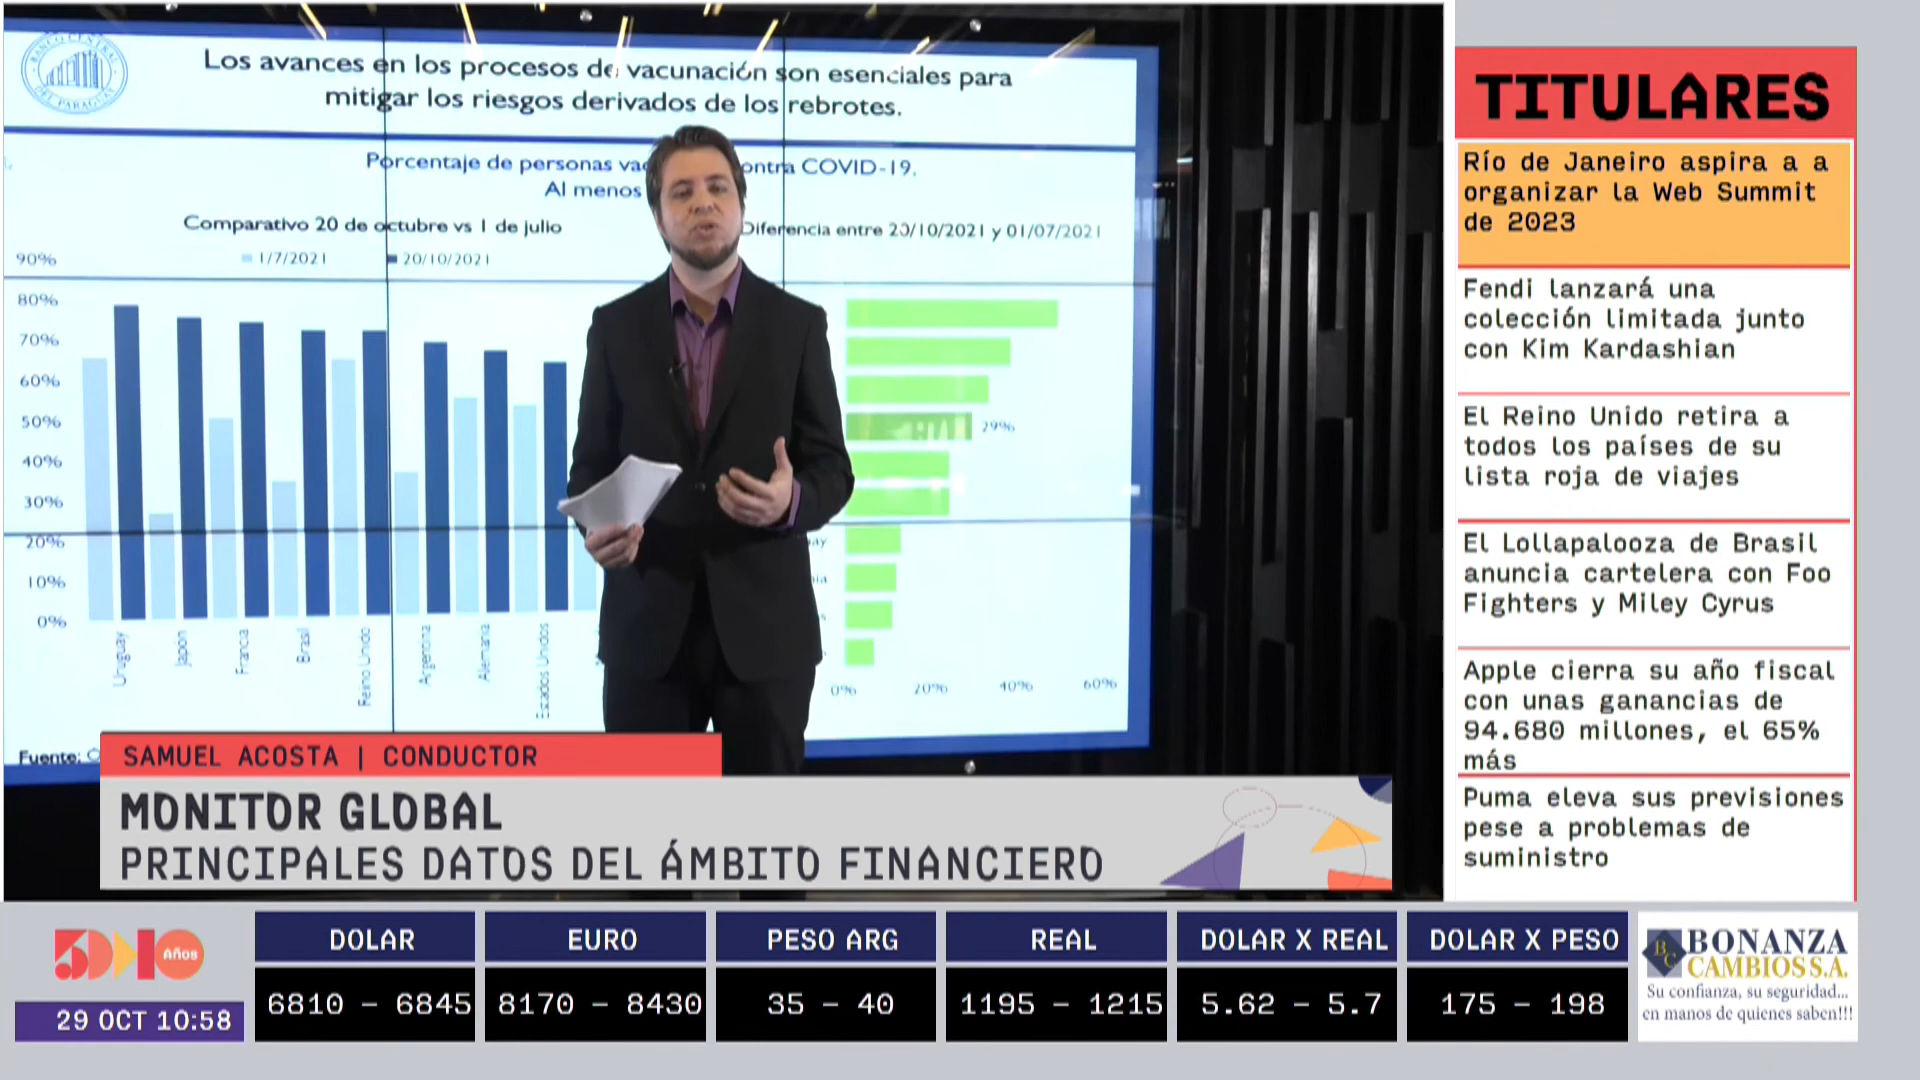 BANCO CENTRAL
DEL PARAGUAY
Los avances en los procesos de vacunación son esenciales para
mitigar los riesgos derivados de los rebrotes.
Porcentaje de personas ontra COVID-19.
Al menos
Comparativo 20 de octubre vs 1 de julio
1/7/2021
20/10/2021
Diferencia entre 20/10/2021 y 01/07/2021
90%
80%
70%
60%
50%
40%
30%
20%
10%
0%
Uruguay
Japón
Francia
Brasil
Reino Unido
Argentina
Alemania
Estados Unidos
29%
0%
20%
40%
60%
Fuente:
SAMUEL ACOSTA | CONDUCTOR
MONITOR GLOBAL
PRINCIPALES DATOS DEL ÁMBITO FINANCIERO
TITULARES
Río de Janeiro aspira a a
organizar la Web Summit
de 2023
Fendi lanzará una
colección limitada junto
con Kim Kardashian
El Reino Unido retira a
todos los países de su
lista roja de viajes
El Lollapalooza de Brasil
anuncia cartelera con Foo
Fighters y Miley Cyrus
Apple cierra su año fiscal
con unas ganancias de
94.680 millones, el 65%
más
Puma eleva sus previsiones
pese a problemas de
suministro
5DÍAS 10 Años
29 OCT 10:58
DOLAR
6810 - 6845
EURO
8170 - 8430
PESO ARG
35 - 40
REAL
1195 - 1215
DOLAR X REAL
5.62 - 5.7
DOLAR X PESO
175 - 198
BC
BONANZA
CAMBIOS S.A.
Su confianza, su seguridad...
en manos de quienes saben!!!